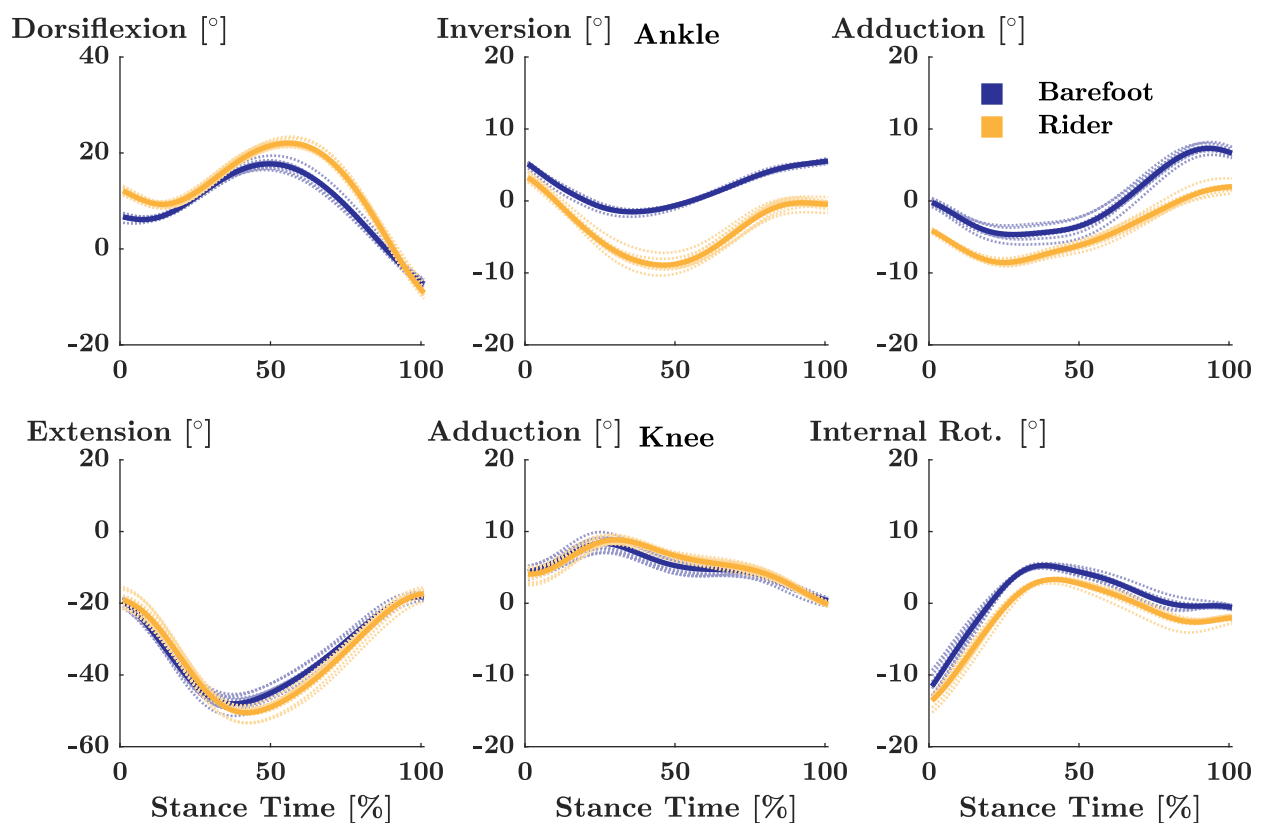 Dorsiflexion [°]
Inversion [°] Ankle
Adduction [°]
40
20
0
-20
0 50 100
20
10
0
-10
-20
0 50 100
20
10
0
-10
-20
0 50 100
Barefoot
Rider
Extension [°]
Adduction [°] Knee
Internal Rot. [°]
20
0
-20
-40
-60
0 50 100
20
10
0
-10
-20
0 50 100
20
10
0
-10
-20
0 50 100
Stance Time [%]
Stance Time [%]
Stance Time [%]